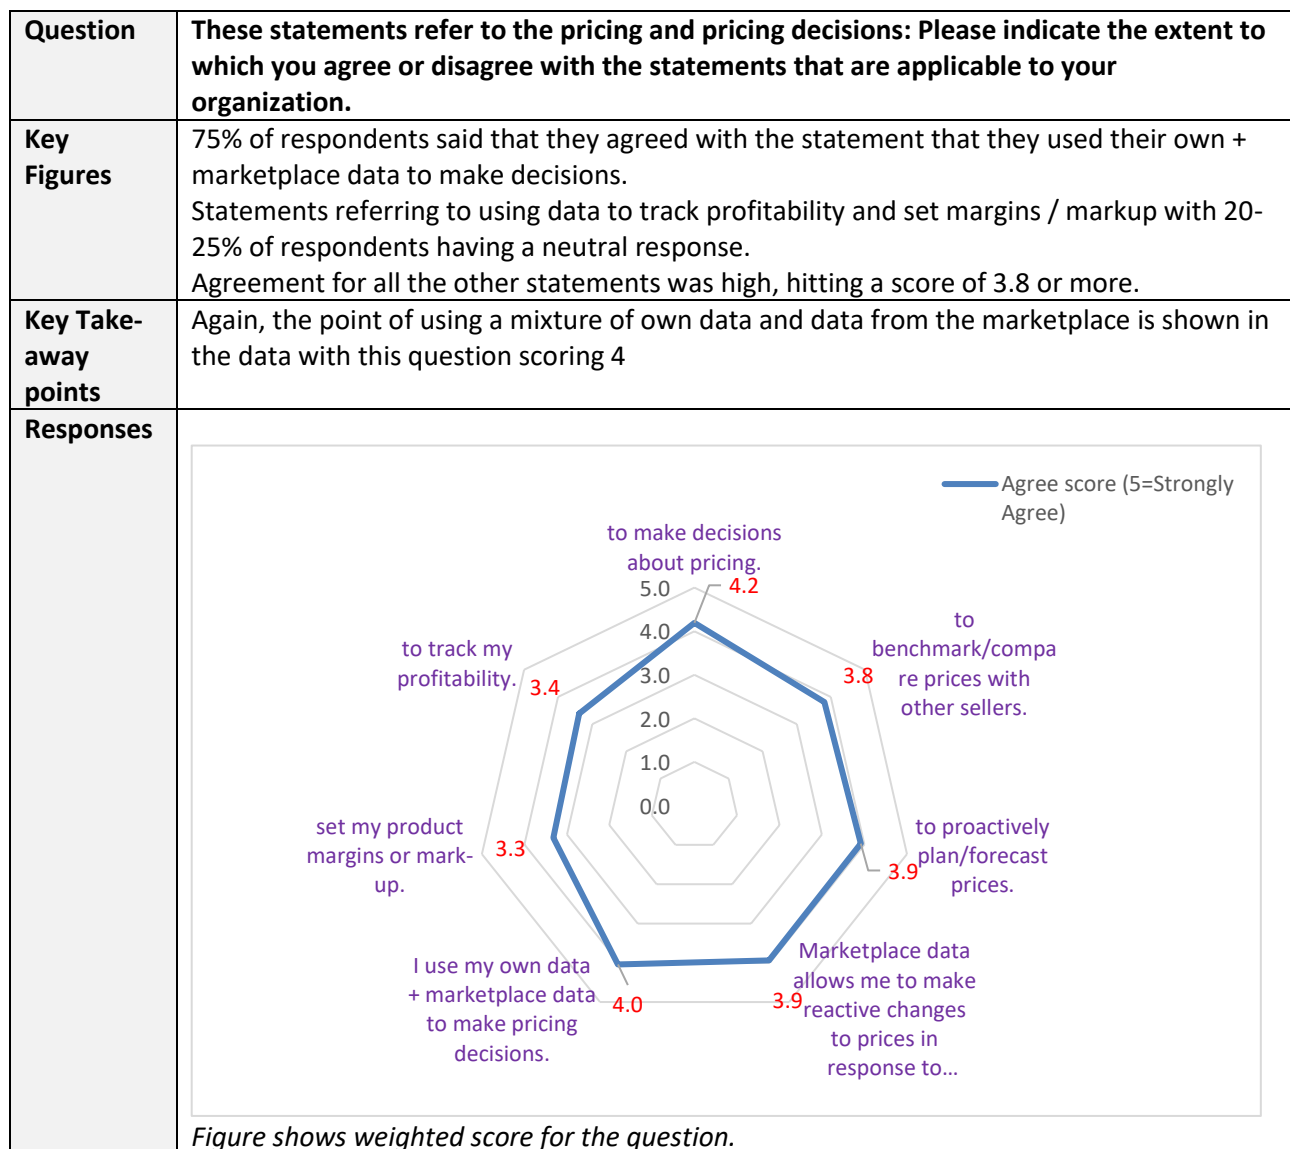 Question
These statements refer to the pricing and pricing decisions: Please indicate the extent to
which you agree or disagree with the statements that are applicable to your
organization.
Key
Figures
75% of respondents said that they agreed with the statement that they used their own +
marketplace data to make decisions.
Statements referring to using data to track profitability and set margins / markup with 20-
25% of respondents having a neutral response.
Agreement for all the other statements was high, hitting a score of 3.8 or more.
Key Take-
away
points
Again, the point of using a mixture of own data and data from the marketplace is shown in
the data with this question scoring 4
Responses
Agree score (5=Strongly
Agree)
to make decisions
about pricing.
4.2
to
benchmark/compa
re prices with
other sellers.
3.8
to proactively
plan/forecast
prices.
3.9
Marketplace data
allows me to make
reactive changes
to prices in
response to…
3.9
I use my own data
+ marketplace data
to make pricing
decisions.
4.0
set my product
margins or mark-
up.
3.3
to track my
profitability.
3.4
5.0
4.0
3.0
2.0
1.0
0.0
Figure shows weighted score for the question.